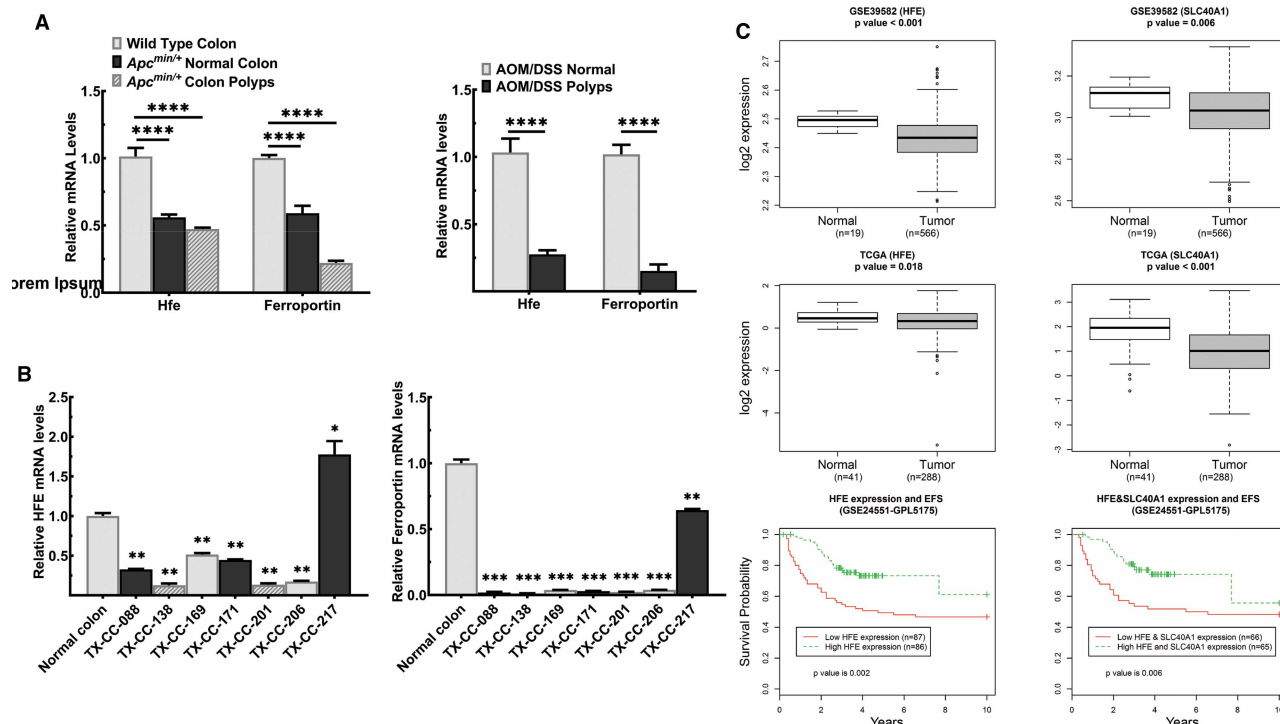 A
Wild Type Colon
Apcmin/+ Normal Colon
Apcmin/+ Colon Polyps
Relative mRNA Levels
1.5
1.0
0.5
0.0
****
****
****
****
Hfe
Ferroportin
orem Ipsum
AOM/DSS Normal
AOM/DSS Polyps
Relative mRNA levels
1.5
1.0
0.5
****
****
Hfe
Ferroportin
B
Relative HFE mRNA levels
2.5
2.0
1.5
1.0
0.5
**
**
**
**
**
**
*
Normal colon
TX-CC-088
TX-CC-138
TX-CC-169
TX-CC-171
TX-CC-201
TX-CC-206
TX-CC-217
Relative Ferroportin mRNA levels
1.5
1.0
0.5
0.0
***
***
***
***
***
***
**
Normal colon
TX-CC-088
TX-CC-138
TX-CC-169
TX-CC-171
TX-CC-201
TX-CC-206
TX-CC-217
C
GSE39582 (HFE)
p value < 0.001
log2 expression
2.7
2.6
2.5
2.4
2.3
2.2
Normal
Tumor
(n=19)
(n=566)
GSE39582 (SLC40A1)
p value = 0.006
3.2
3.0
2.8
2.6
Normal
Tumor
(n=19)
(n=566)
TCGA (HFE)
p value = 0.018
log2 expression
2
0
-2
-4
Normal
Tumor
(n=41)
(n=288)
TCGA (SLC40A1)
p value < 0.001
3
2
1
0
-1
-2
-3
Normal
Tumor
(n=41)
(n=288)
HFE expression and EFS
(GSE24551-GPL5175)
Survival Probability
1.0
0.8
0.6
0.4
0.2
0.0
Low HFE expression (n=87)
High HFE expression (n=86)
p value is 0.002
0 2 4 6 8 10
Years
HFE&SLC40A1 expression and EFS
(GSE24551-GPL5175)
1.0
0.8
0.6
0.4
0.2
0.0
Low HFE & SLC40A1 expression (n=66)
High HFE and SLC40A1 expression (n=65)
p value is 0.006
0 2 4 6 8 10
Years